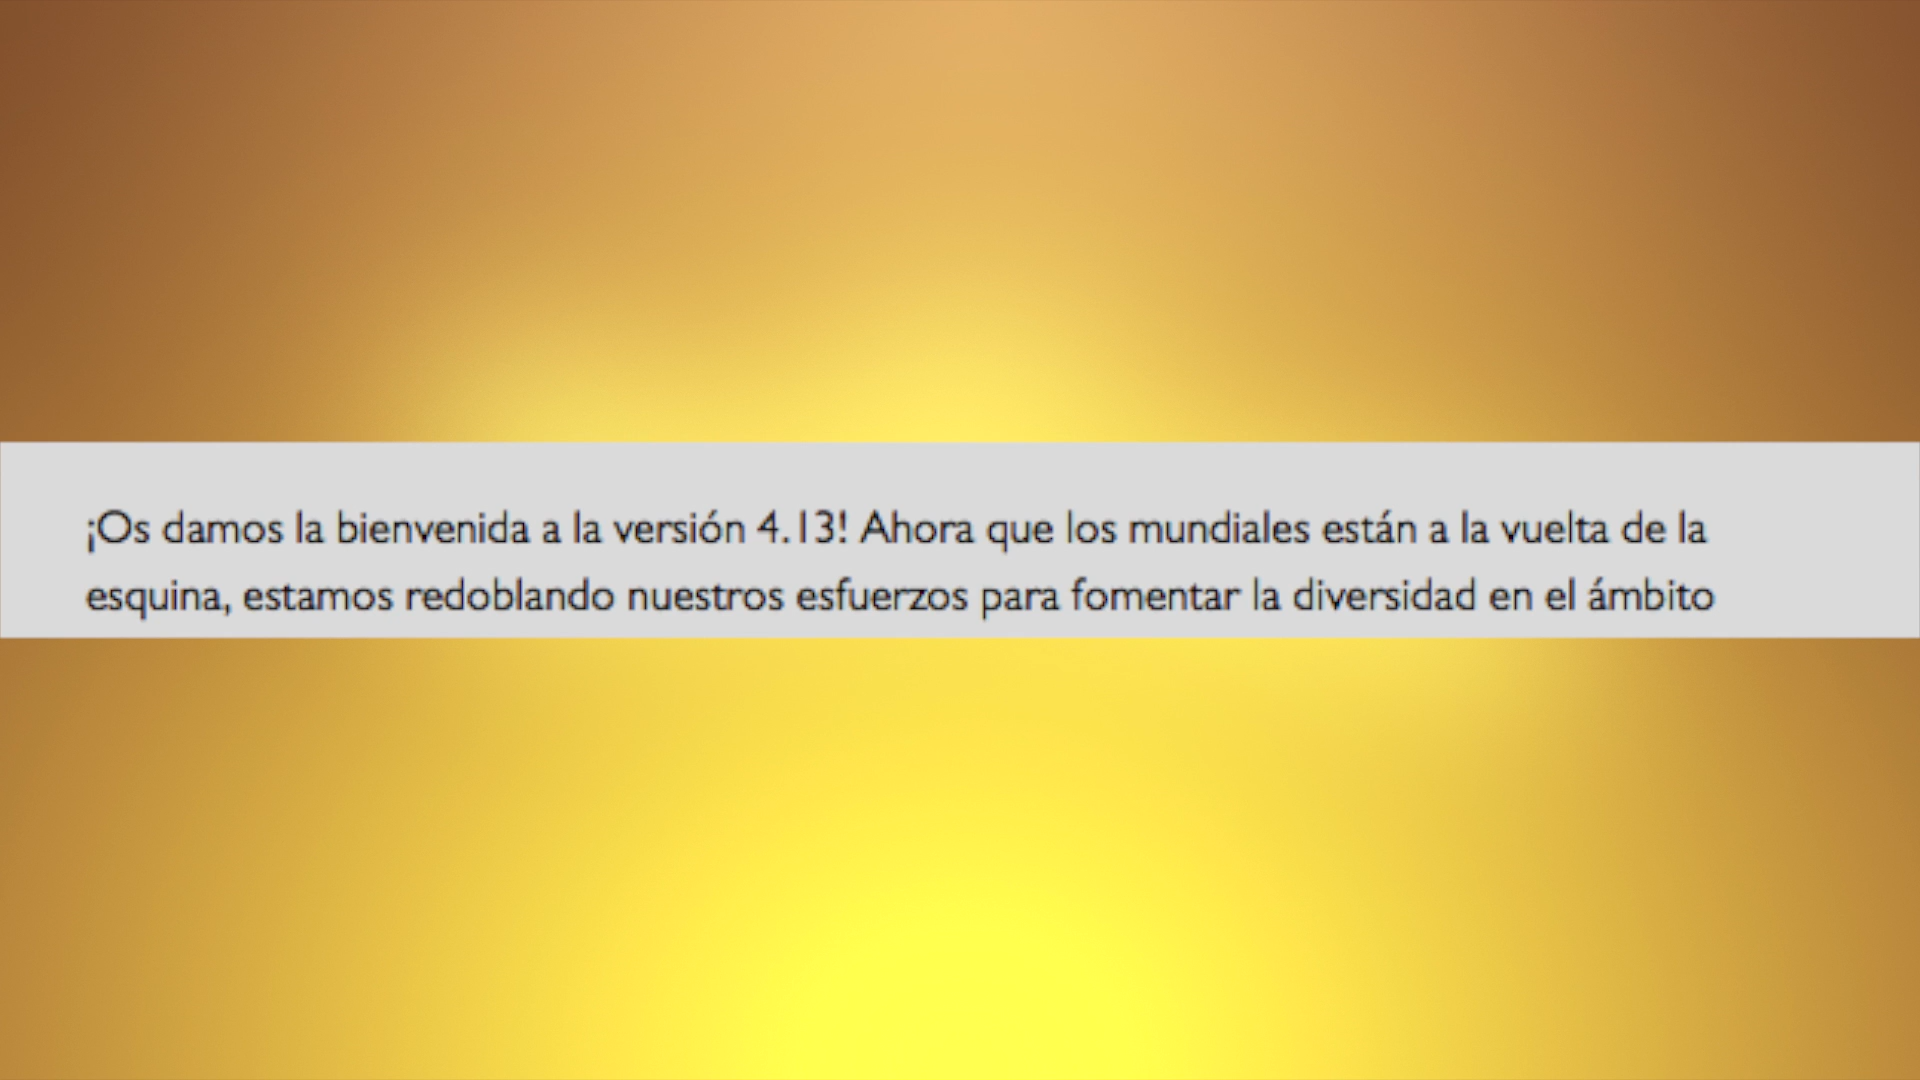 ¡Os damos la bienvenida a la versión 4.13! Ahora que los mundiales están a la vuelta de la
esquina, estamos redoblando nuestros esfuerzos para fomentar la diversidad en el ámbito